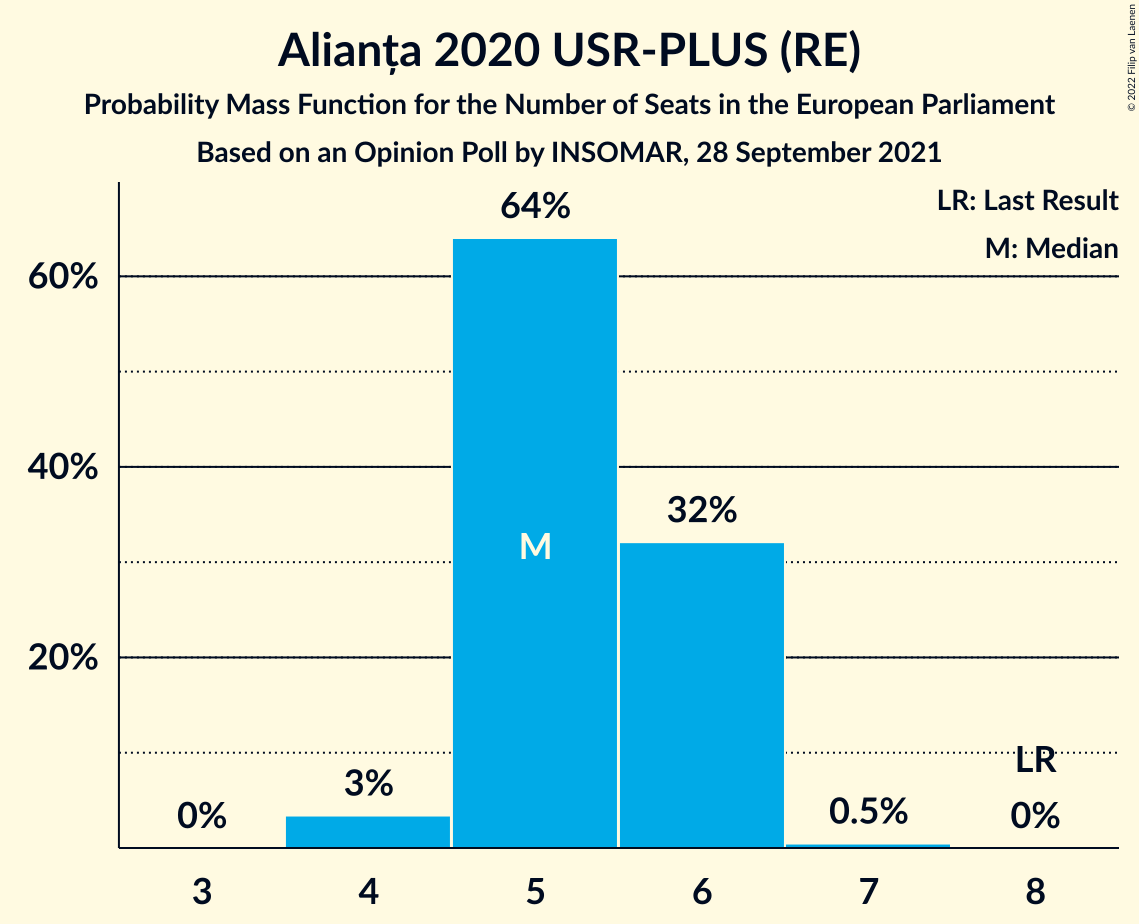 Alianța 2020 USR-PLUS (RE)
Probability Mass Function for the Number of Seats in the European Parliament
Based on an Opinion Poll by INSOMAR, 28 September 2021
© 2022 Filip van Laenen
LR: Last Result
M: Median
64%
60%
40%
32%
M
20%
LR
3%
0%
0.5%
0%
3 4 5 6 7 8